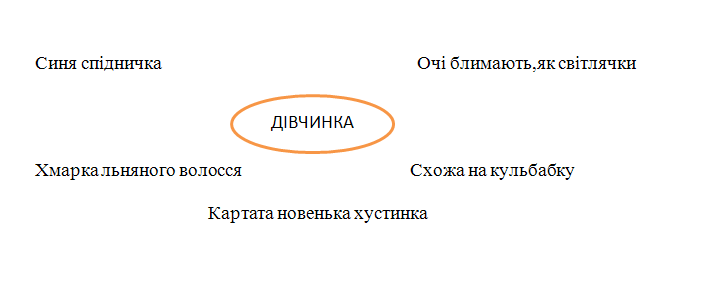 Синя спідничка
Очі блимають,як світлячки
ДІВЧИНКА
Хмарка льняного волосся
Схожа на кульбабку
Картата новенька хустинка